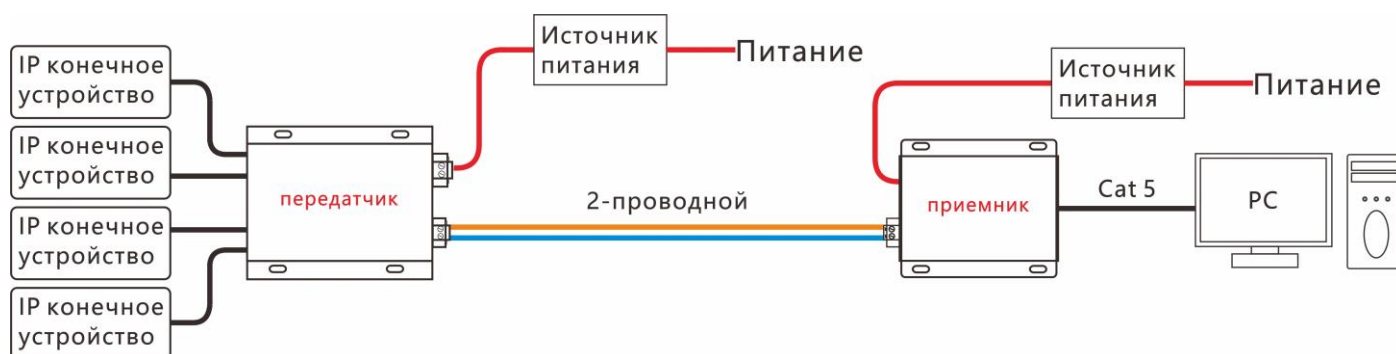 IP конечное
устройство
IP конечное
устройство
IP конечное
устройство
IP конечное
устройство
передатчик
Источник
питания
Питание
2-проводной
Источник
питания
Питание
приемник
Cat 5
PC